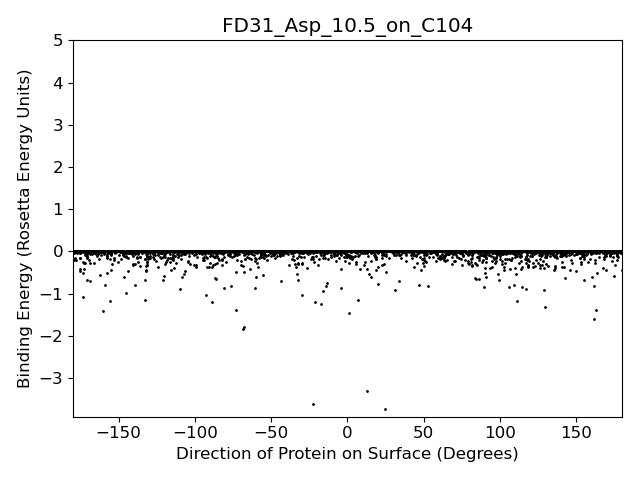 FD31_Asp_10.5_on_C104
Binding Energy (Rosetta Energy Units)
5
4
3
2
1
0
−1
−2
−3
−150 −100 −50 0 50 100 150
Direction of Protein on Surface (Degrees)